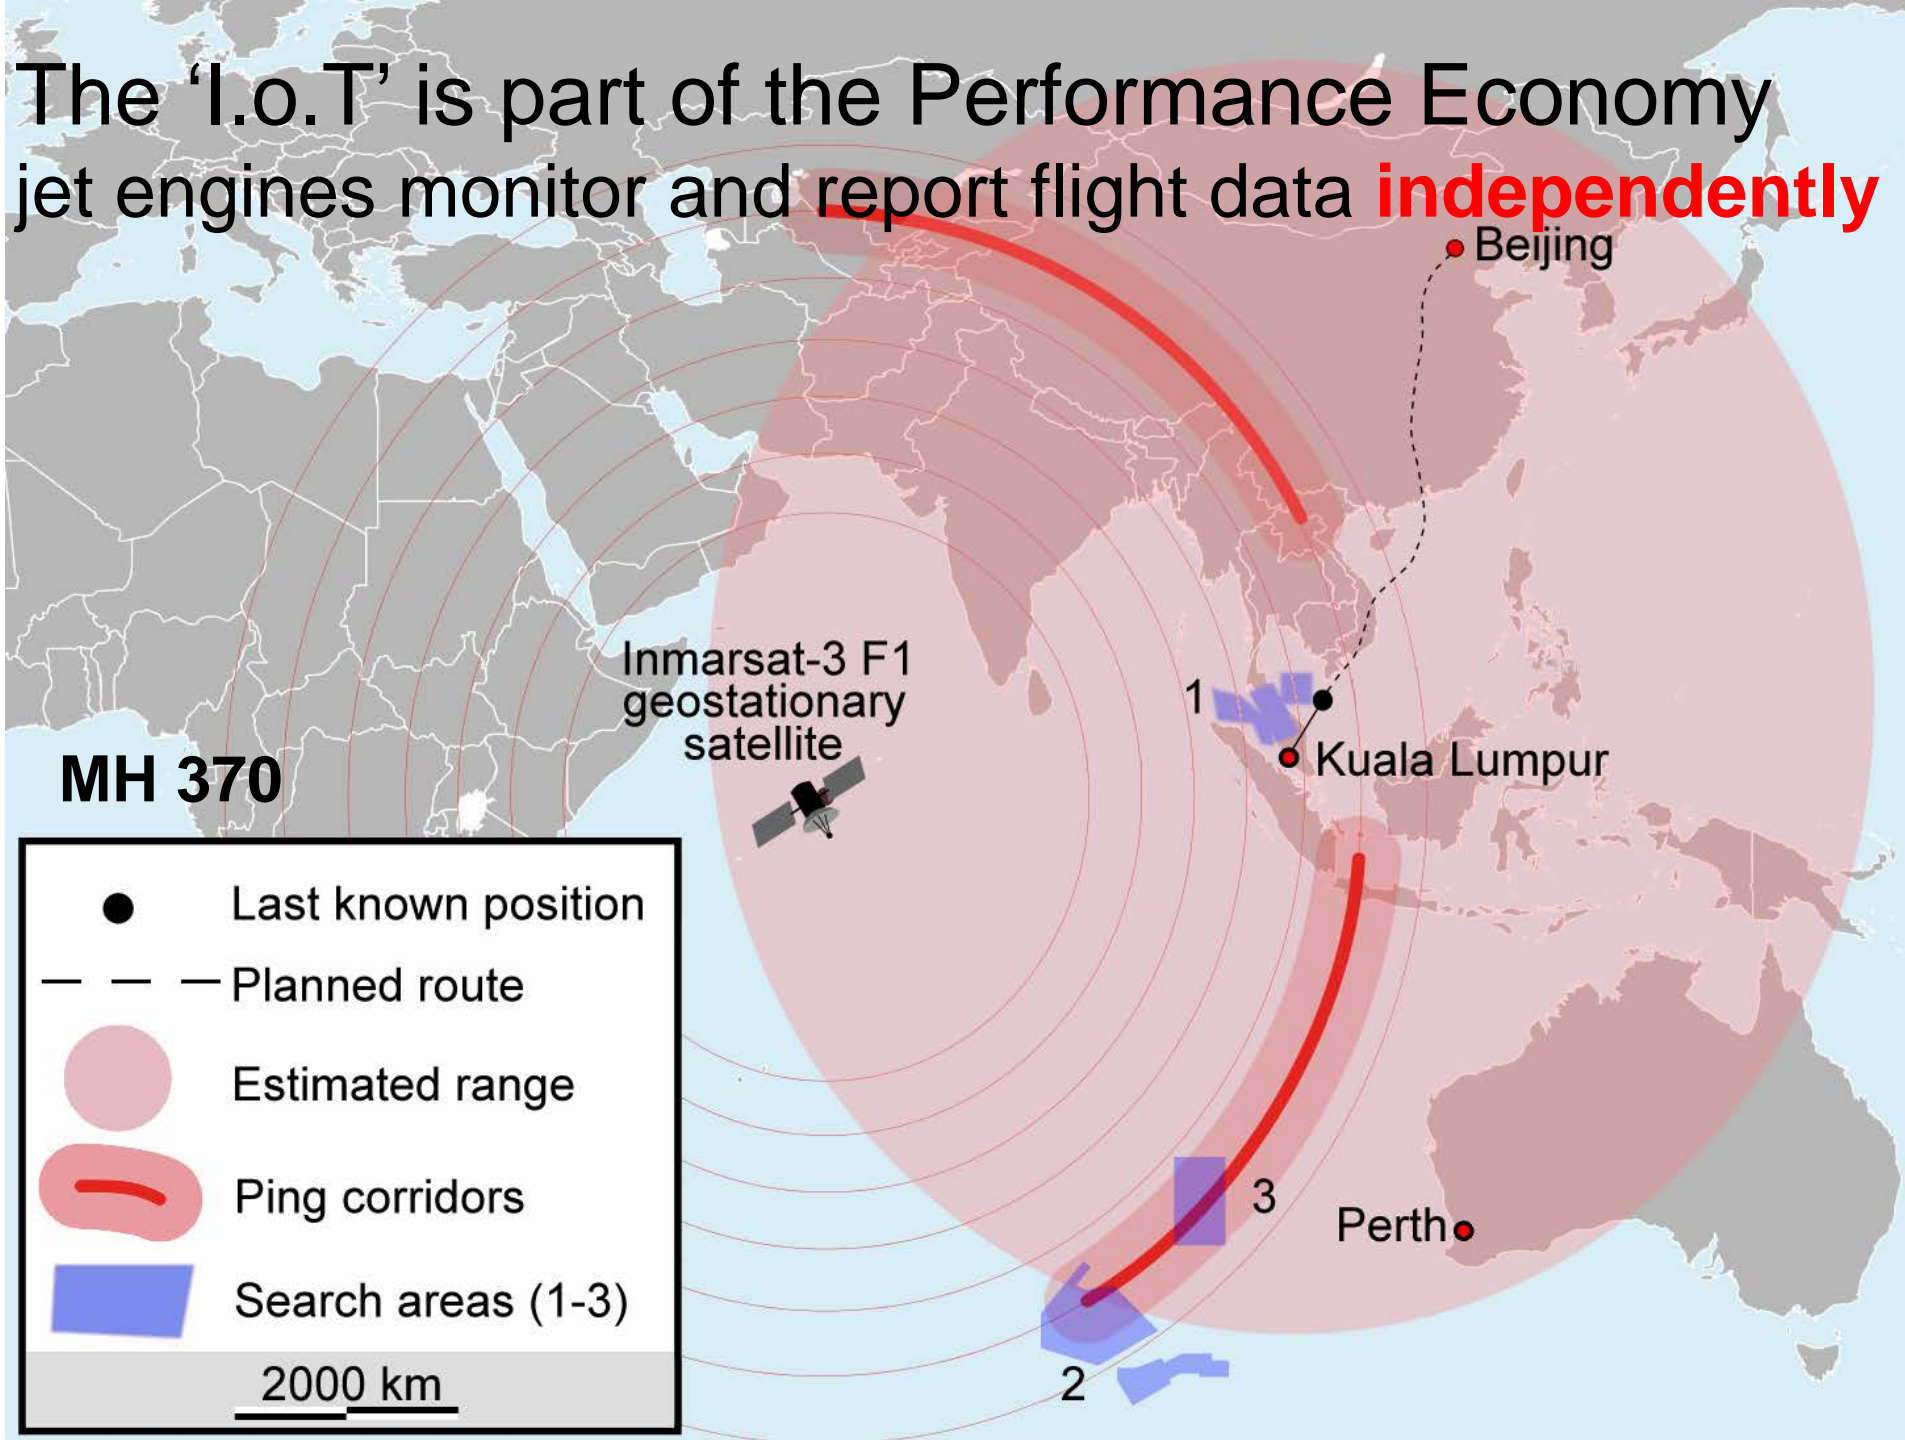 The ‘I.o.T’ is part of the Performance Economy
jet engines monitor and report flight data independently
Beijing
Inmarsat-3 F1
geostationary
satellite
1
Kuala Lumpur
MH 370
Last known position
Planned route
Estimated range
Ping corridors
Search areas (1-3)
2000 km
3
Perth
2